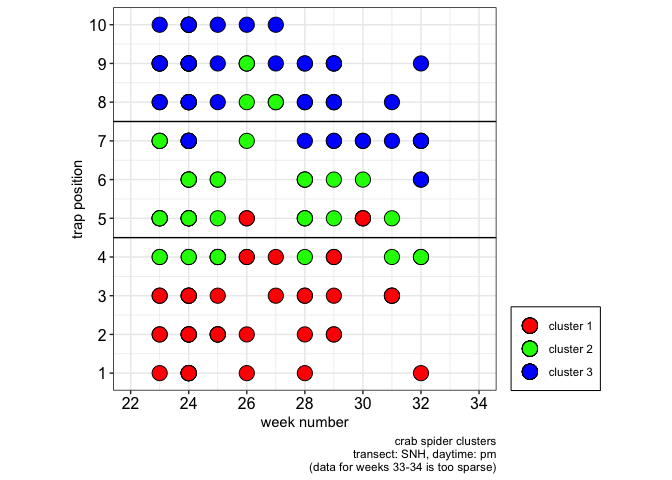 10
9
8
7
6
5
4
3
2
1
trap position
22 24 26 28 30 32 34
week number
cluster 1
cluster 2
cluster 3
crab spider clusters
transect: SNH, daytime: pm
(data for weeks 33-34 is too sparse)